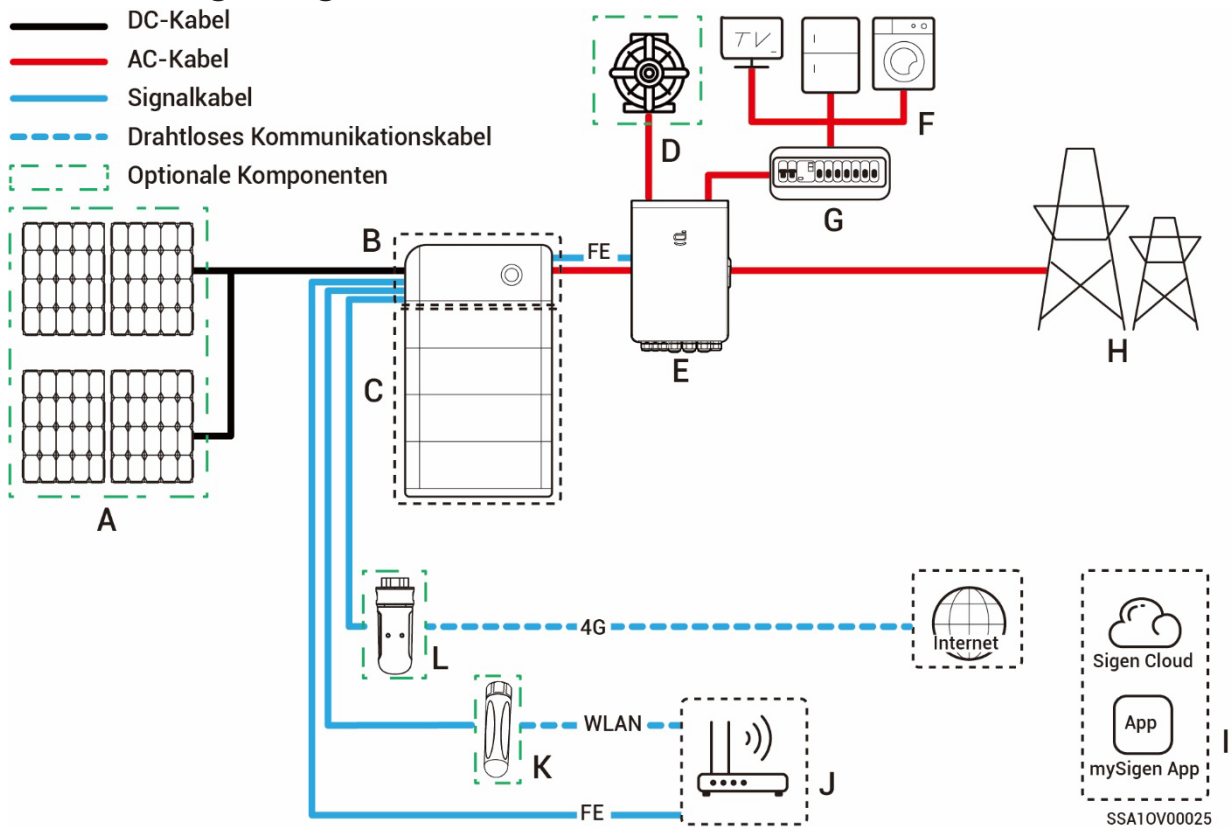 DC-Kabel
AC-Kabel
Signalkabel
Drahtloses Kommunikationskabel
Optionale Komponenten
TV
F
D
G
B
FE
A
C
E
H
4G
Internet
L
Sigen Cloud
WLAN
K
J
App
mySigen App
I
FE
SSA1OV00025